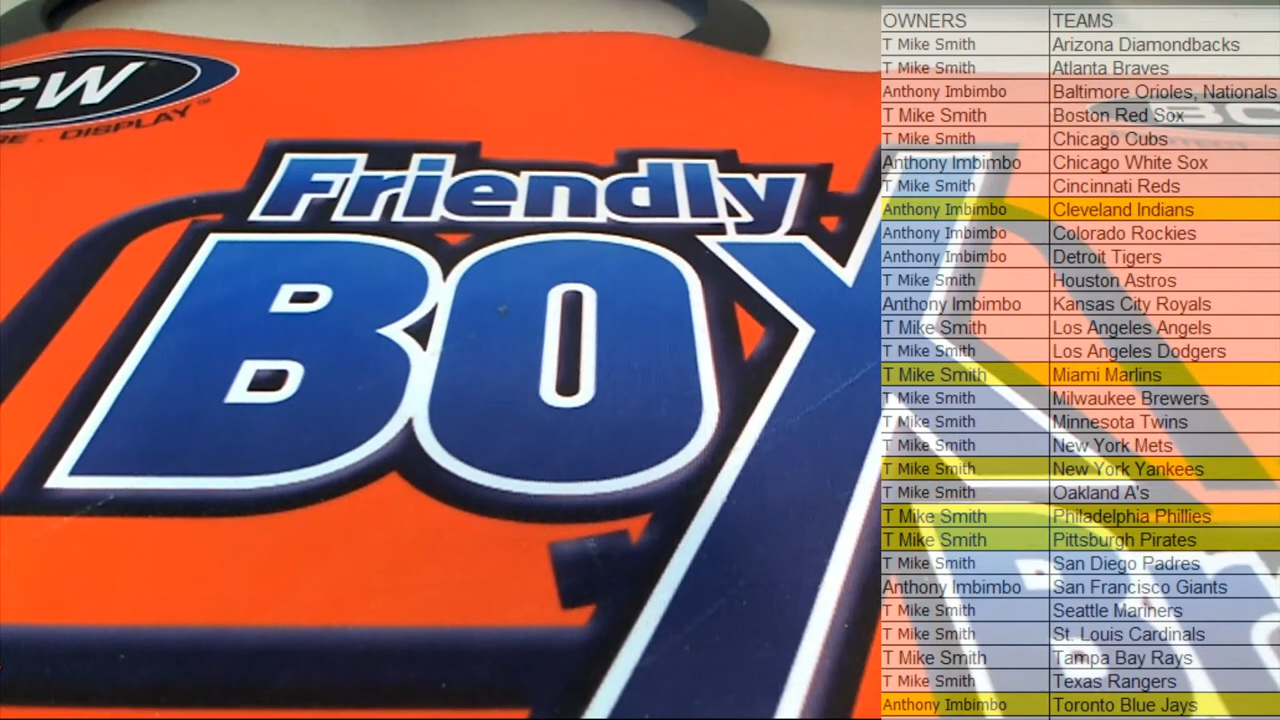 CW
RE - DISPLAY™
Friendly
BOY
OWNERS TEAMS
T Mike Smith Arizona Diamondbacks
T Mike Smith Atlanta Braves
Anthony Imbimbo Baltimore Orioles, Nationals
T Mike Smith Boston Red Sox
T Mike Smith Chicago Cubs
Anthony Imbimbo Chicago White Sox
T Mike Smith Cincinnati Reds
Anthony Imbimbo Cleveland Indians
Anthony Imbimbo Colorado Rockies
Anthony Imbimbo Detroit Tigers
T Mike Smith Houston Astros
Anthony Imbimbo Kansas City Royals
T Mike Smith Los Angeles Angels
T Mike Smith Los Angeles Dodgers
T Mike Smith Miami Marlins
T Mike Smith Milwaukee Brewers
T Mike Smith Minnesota Twins
T Mike Smith New York Mets
T Mike Smith New York Yankees
T Mike Smith Oakland A's
T Mike Smith Philadelphia Phillies
T Mike Smith Pittsburgh Pirates
T Mike Smith San Diego Padres
Anthony Imbimbo San Francisco Giants
T Mike Smith Seattle Mariners
T Mike Smith St. Louis Cardinals
T Mike Smith Tampa Bay Rays
T Mike Smith Texas Rangers
Anthony Imbimbo Toronto Blue Jays